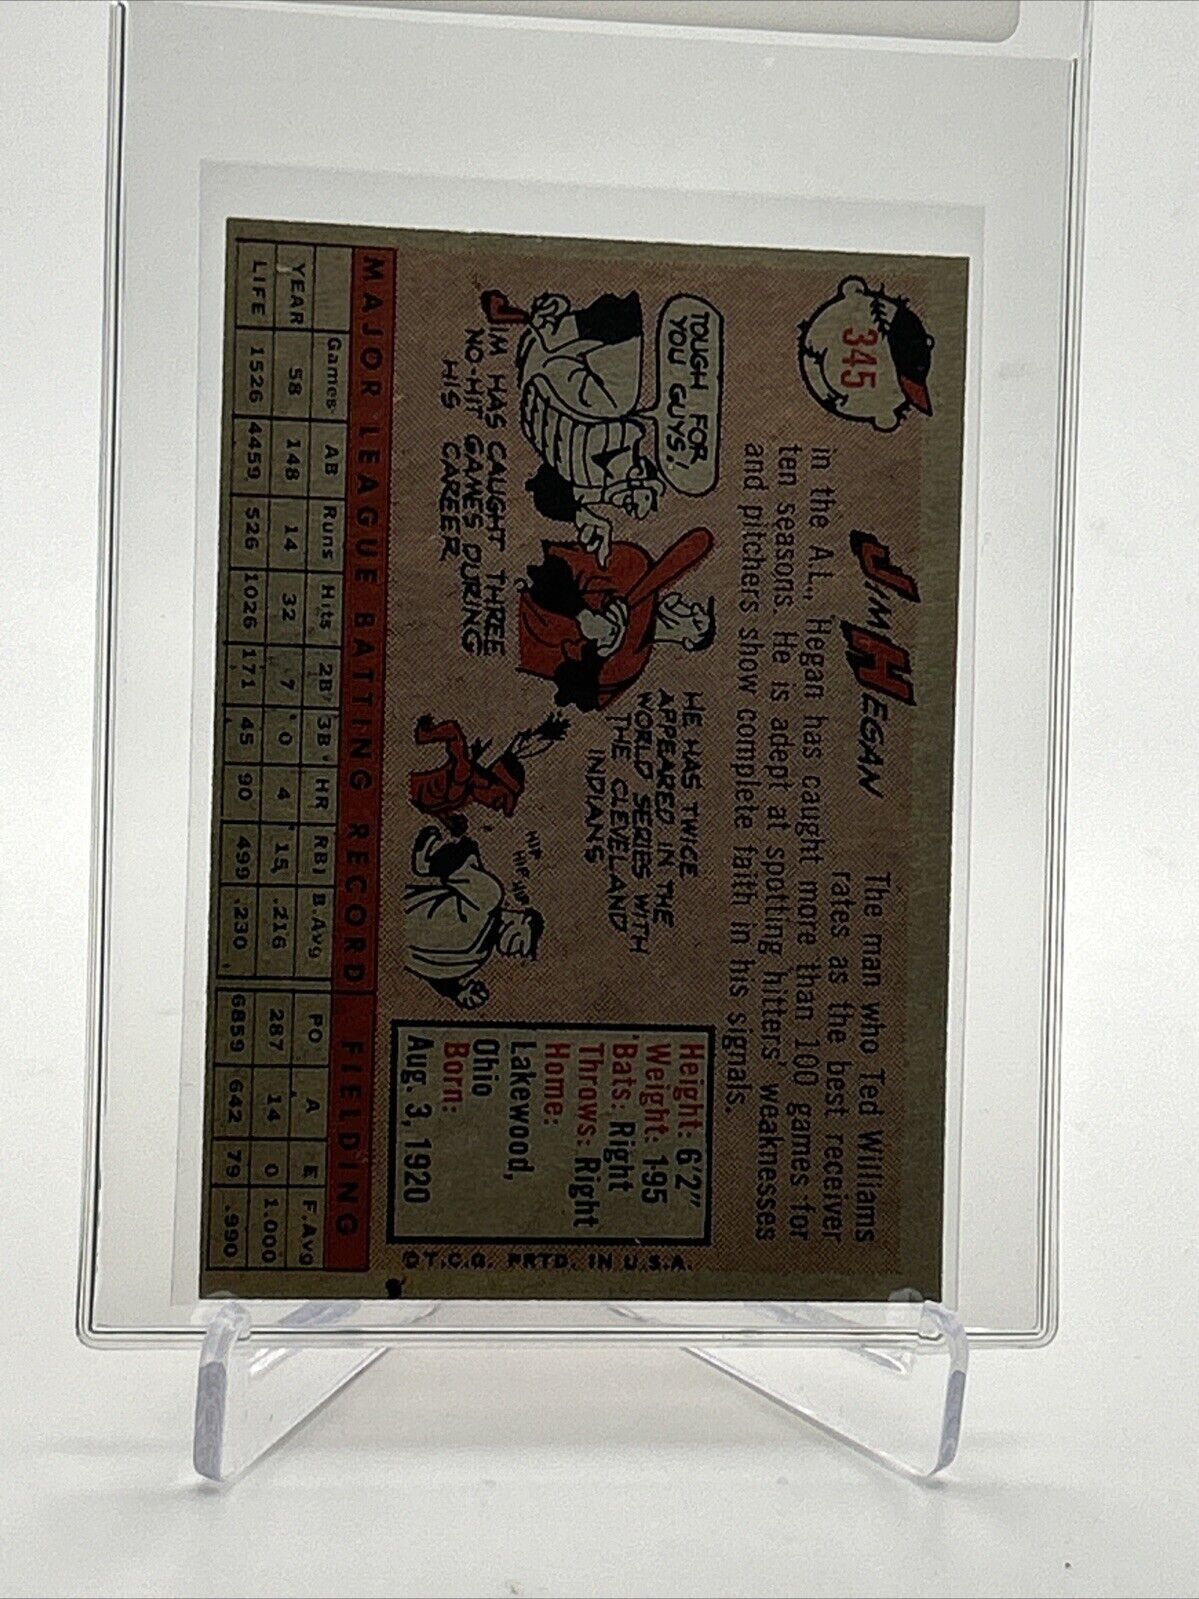 345
JIM HEGAN
The man who Ted Williams
rates as the best receiver
in the A.L., Hegan has caught more than 100 games for
ten seasons. He is adept at spotting hitters' weaknesses
and pitchers show complete faith in his signals.
TOUGH FOR
YOU GUYS!
JIM HAS CAUGHT THREE
NO-HIT GAMES DURING
HIS
CAREER
HE HAS TWICE
APPEARED IN THE
WORLD SERIES WITH
THE CLEVELAND
INDIANS
HIP
HIP
HIP
Height: 6'2"
Weight: 195
Bats: Right
Throws: Right
Home:
Lakewood,
Ohio
Born:
Aug. 3, 1920
© T.C.G. PRTD. IN U.S.A.
MAJOR LEAGUE BATTING RECORD FIELDING
Games AB Runs Hits 2B 3B HR RBI B.Avg PO A E F.Avg
YEAR 58 148 14 32 7 0 4 15 .216 287 14 0 1.000
LIFE 1526 4459 526 1026 171 45 90 499 .230 6859 642 79 .990